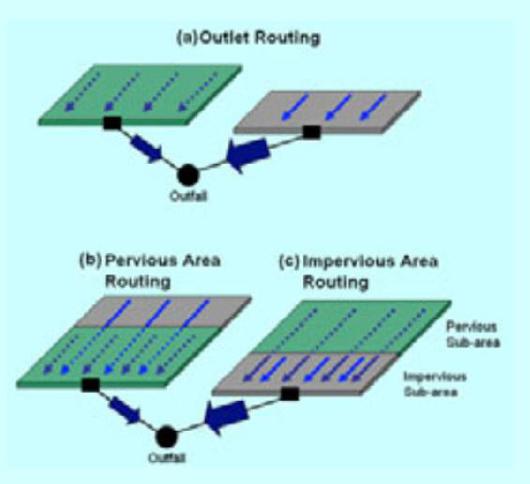 (a)Outlet Routing
Outfall
(b) Pervious Area
Routing
(c) Impervious Area
Routing
Pervious
Sub-area
Impervious
Sub-area
Outfall